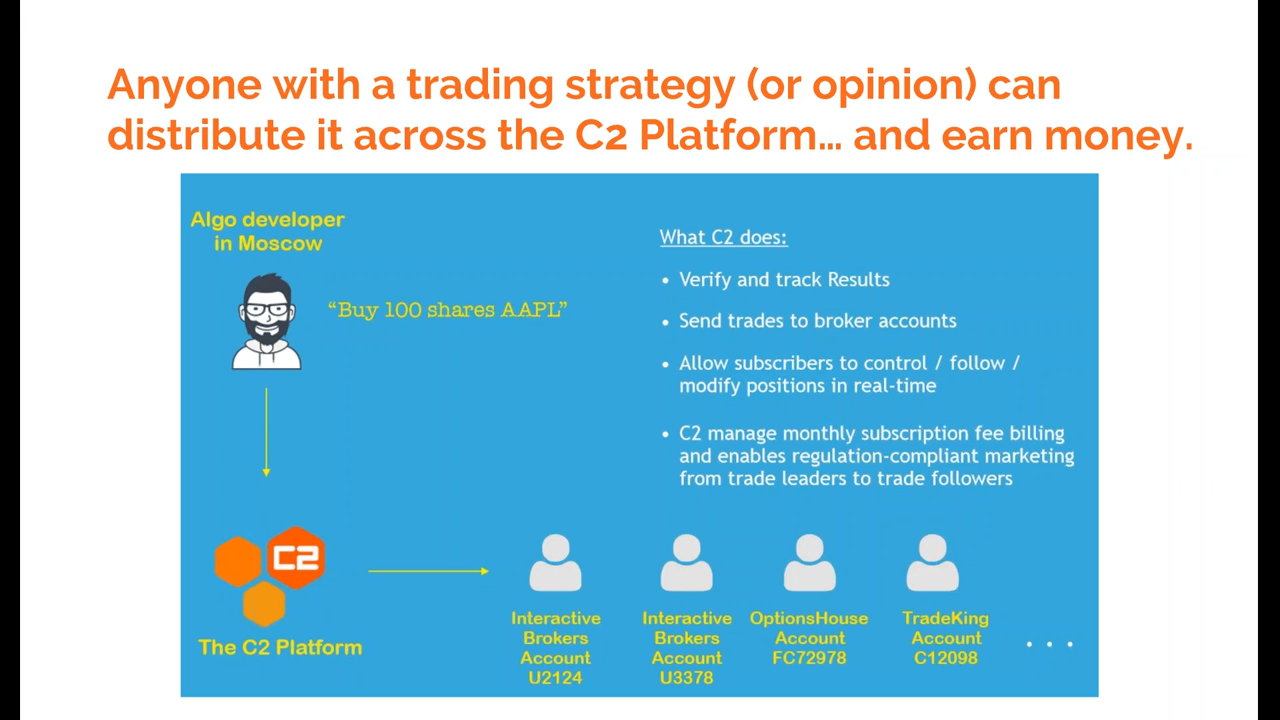 Anyone with a trading strategy (or opinion) can
distribute it across the C2 Platform... and earn money.
Algo developer
in Moscow
“Buy 100 shares AAPL”
What C2 does:
• Verify and track Results
• Send trades to broker accounts
• Allow subscribers to control / follow /
modify positions in real-time
• C2 manage monthly subscription fee billing
and enables regulation-compliant marketing
from trade leaders to trade followers
C2
The C2 Platform
Interactive
Brokers
Account
U2124
Interactive
Brokers
Account
U3378
OptionsHouse
Account
FC72978
TradeKing
Account
C12098
. . .